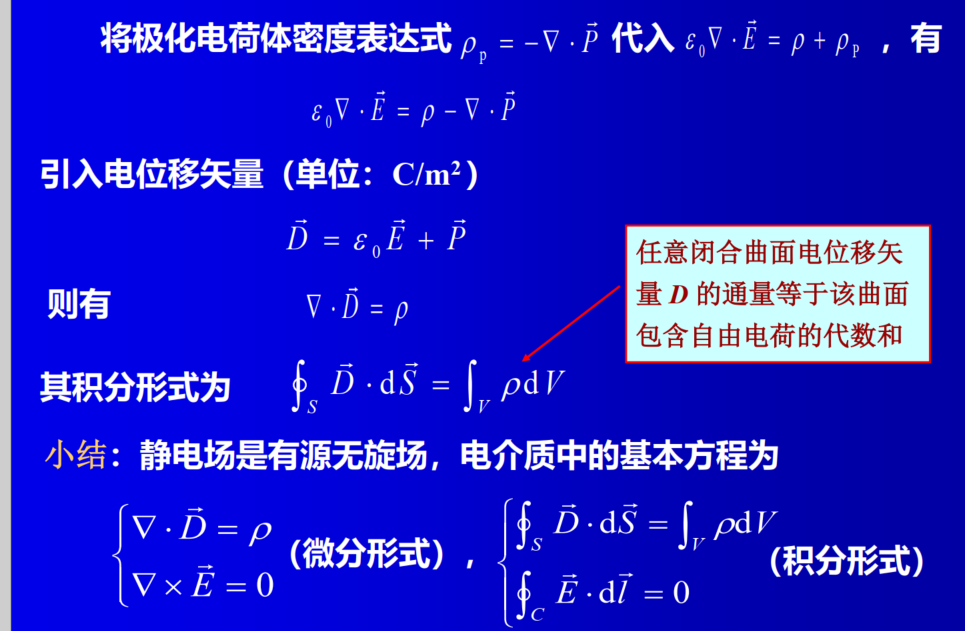 将极化电荷体密度表达式 $\rho_{p} = -\nabla \cdot \vec{P}$ 代入 $\varepsilon_0 \nabla \cdot \vec{E} = \rho + \rho_{P}$ ，有
$\varepsilon_0 \nabla \cdot \vec{E} = \rho - \nabla \cdot \vec{P}$
引入电位移矢量（单位：C/m²）
$\vec{D} = \varepsilon_0 \vec{E} + \vec{P}$
任意闭合曲面电位移矢
量 D 的通量等于该曲面
包含自由电荷的代数和
则有 $\nabla \cdot \vec{D} = \rho$
其积分形式为 $\oint_S \vec{D} \cdot \mathrm{d}\vec{S} = \int_V \rho \mathrm{d}V$
小结：静电场是有源无旋场，电介质中的基本方程为
$\begin{cases} \nabla \cdot \vec{D} = \rho \\ \nabla \times \vec{E} = 0 \end{cases}$（微分形式），$\begin{cases} \oint_S \vec{D} \cdot \mathrm{d}\vec{S} = \int_V \rho \mathrm{d}V \\ \oint_C \vec{E} \cdot \mathrm{d}\vec{l} = 0 \end{cases}$（积分形式）